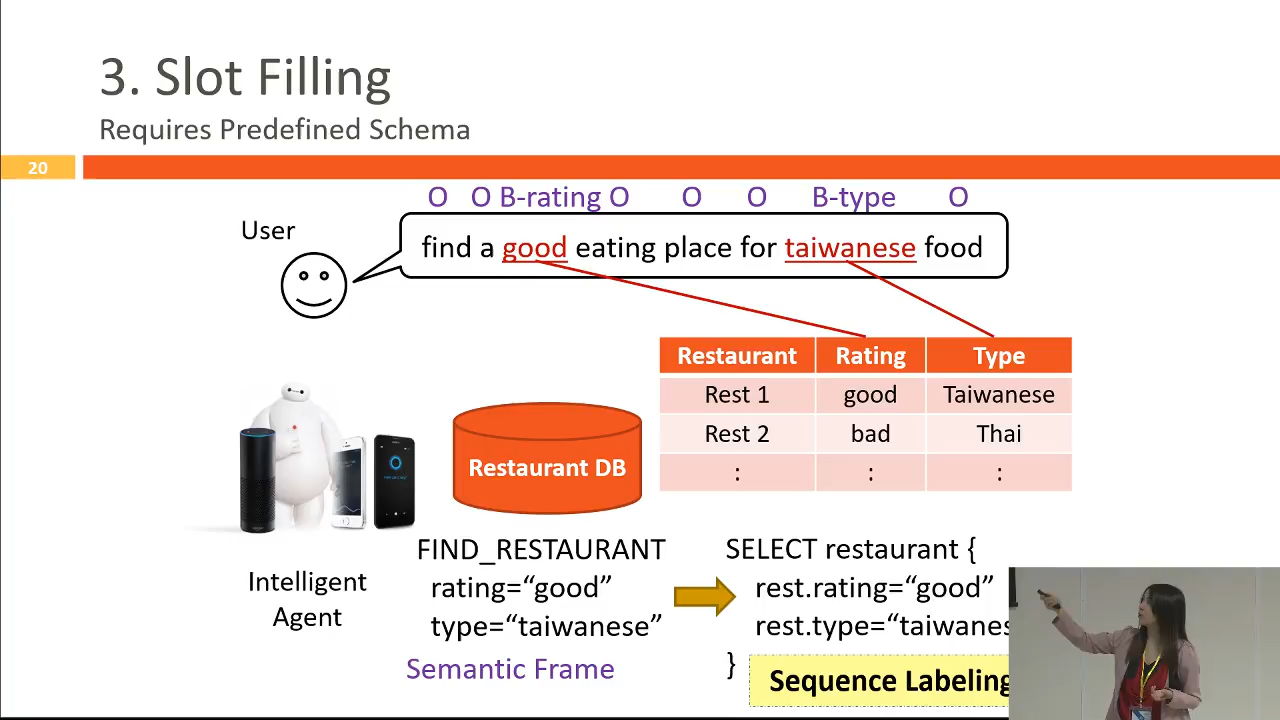 3. Slot Filling
Requires Predefined Schema
20
O O B-rating O O O B-type O
User
find a good eating place for taiwanese food
Restaurant Rating Type
Rest 1 good Taiwanese
Rest 2 bad Thai
: : :
Restaurant DB
Intelligent
Agent
FIND_RESTAURANT
rating=“good”
type=“taiwanese”
Semantic Frame
SELECT restaurant {
rest.rating=“good”
rest.type=“taiwanes
}
Sequence Labeling